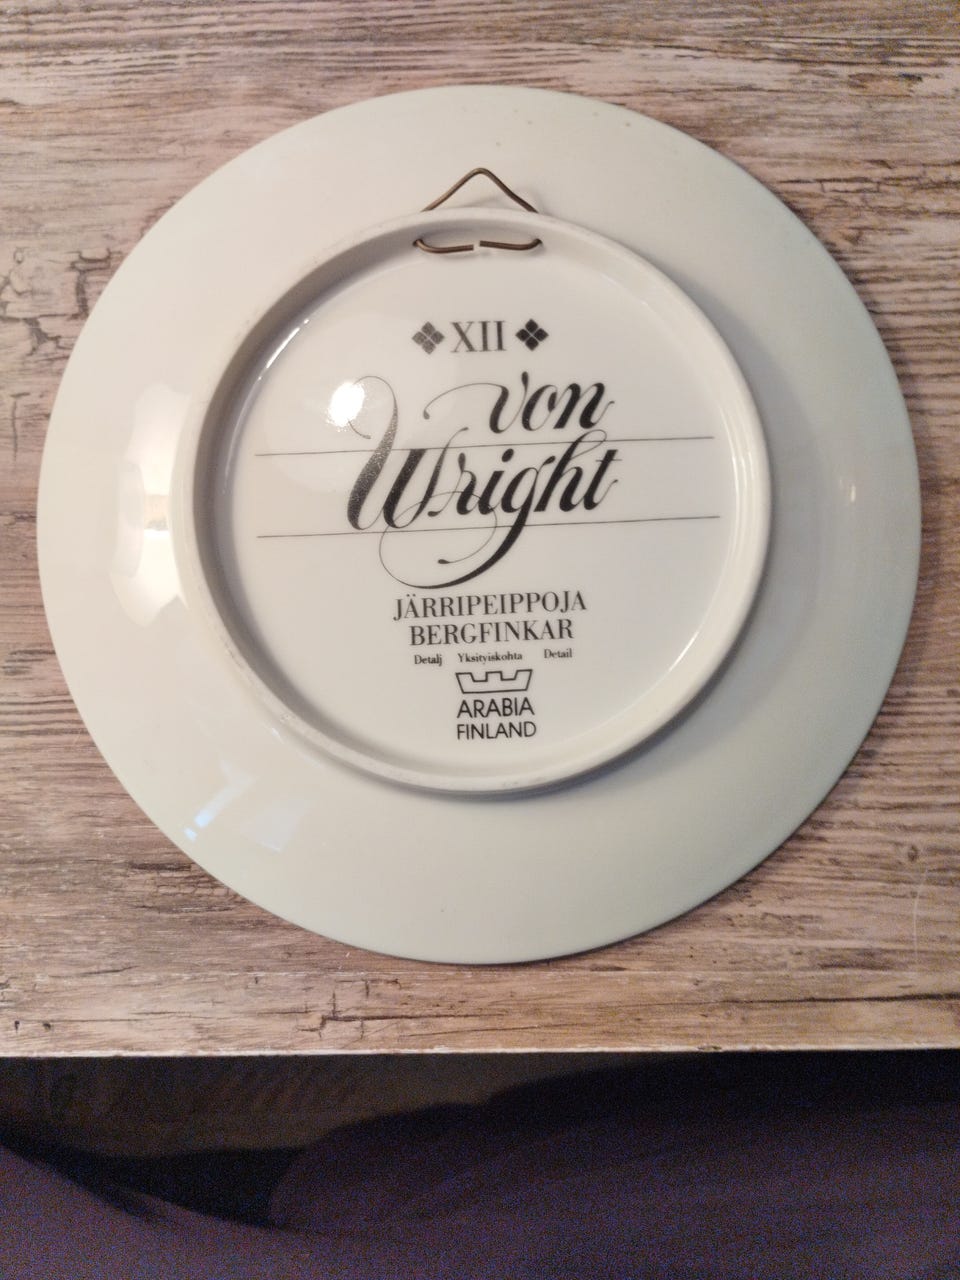 XII
von
Wright
JÄRRIPEIPPOJA
BERGFINKAR
Detalj Yksityiskohta Detail
ARABIA
FINLAND